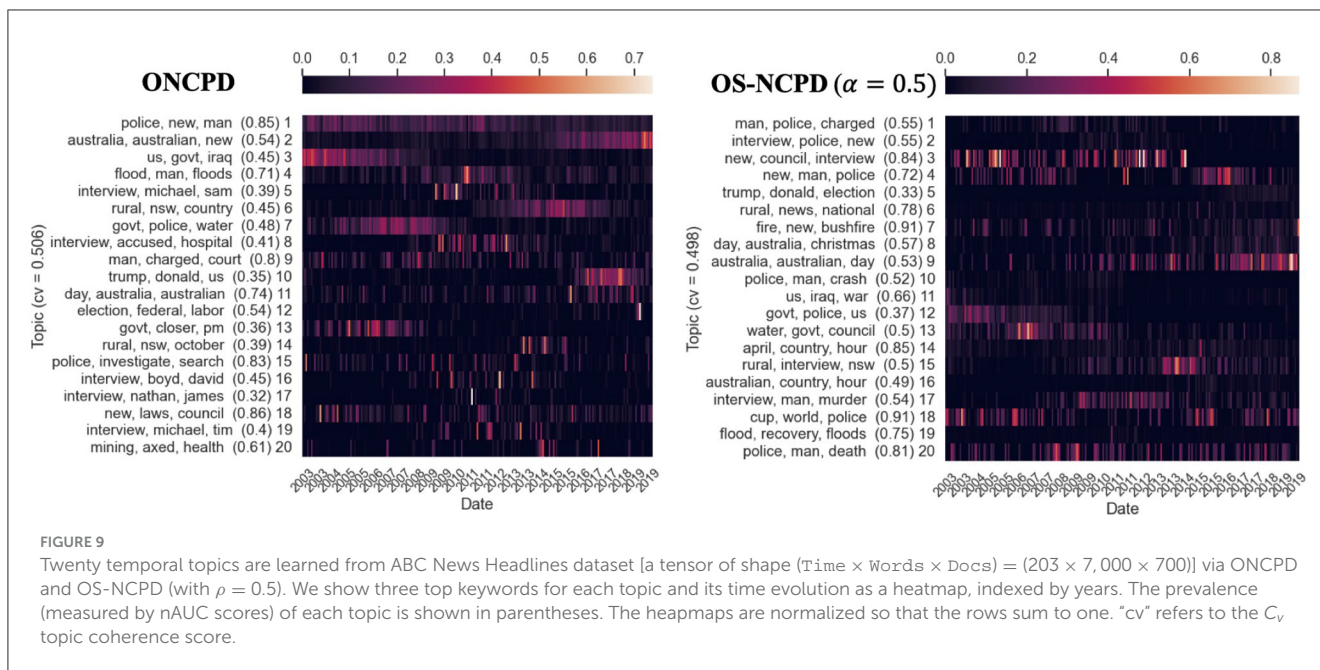 0.0 0.1 0.2 0.3 0.4 0.5 0.6 0.7
ONCPD
police, new, man (0.85) 1
australia, australian, new (0.54) 2
us, govt, iraq (0.45) 3
flood, man, floods (0.71) 4
interview, michael, sam (0.39) 5
rural, nsw, country (0.45) 6
govt, police, water (0.48) 7
interview, accused, hospital (0.41) 8
man, charged, court (0.8) 9
trump, donald, us (0.35) 10
day, australia, australian (0.74) 11
election, federal, labor (0.54) 12
govt, closer, pm (0.36) 13
rural, nsw, october (0.39) 14
police, investigate, search (0.83) 15
interview, boyd, david (0.45) 16
interview, nathan, james (0.32) 17
new, laws, council (0.86) 18
interview, michael, tim (0.4) 19
mining, axed, health (0.61) 20
Topic (cv = 0.506)
2003 2003 2004 2005 2005 2006 2007 2007 2008 2009 2009 2010 2011 2011 2012 2013 2013 2014 2015 2015 2016 2017 2017 2018 2019 2019
Date
0.0 0.2 0.4 0.6 0.8
OS-NCPD (α = 0.5)
man, police, charged (0.55) 1
interview, police, new (0.55) 2
new, council, interview (0.84) 3
new, man, police (0.72) 4
trump, donald, election (0.33) 5
rural, news, national (0.78) 6
fire, new, bushfire (0.91) 7
day, australia, christmas (0.57) 8
australia, australian, day (0.53) 9
police, man, crash (0.52) 10
us, iraq, war (0.66) 11
govt, police, us (0.37) 12
water, govt, council (0.5) 13
april, country, hour (0.85) 14
rural, interview, nsw (0.5) 15
australian, country, hour (0.49) 16
interview, man, murder (0.54) 17
cup, world, police (0.91) 18
flood, recovery, floods (0.75) 19
police, man, death (0.81) 20
Topic (cv = 0.498)
2003 2003 2004 2005 2005 2006 2007 2007 2008 2009 2009 2010 2011 2011 2012 2013 2013 2014 2015 2015 2016 2017 2017 2018 2019 2019
Date
FIGURE 9
Twenty temporal topics are learned from ABC News Headlines dataset [a tensor of shape (Time × Words × Docs) = (203 × 7, 000 × 700)] via ONCPD
and OS-NCPD (with ρ = 0.5). We show three top keywords for each topic and its time evolution as a heatmap, indexed by years. The prevalence
(measured by nAUC scores) of each topic is shown in parentheses. The heapmaps are normalized so that the rows sum to one. “cv” refers to the Cv
topic coherence score.